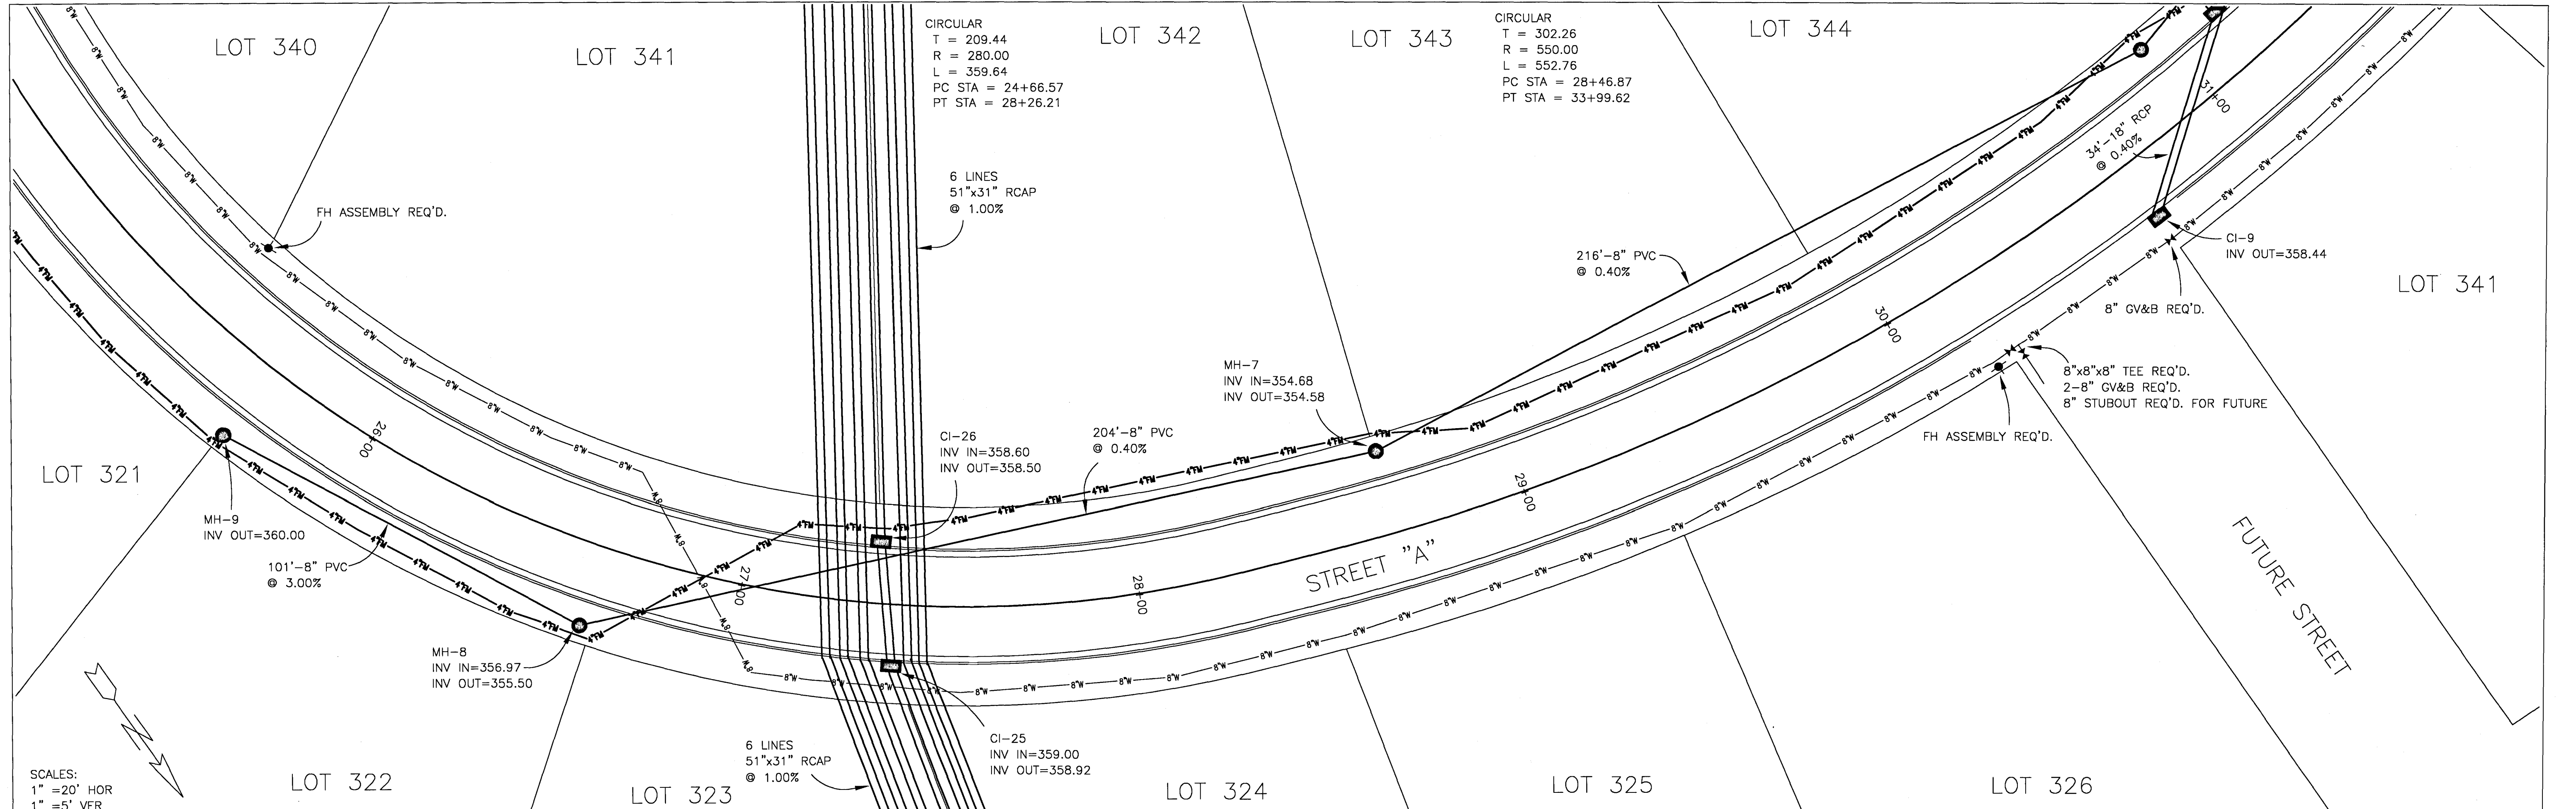 LOT 340
LOT 341
CIRCULAR
T = 209.44
R = 280.00
L = 359.64
PC STA = 24+66.57
PT STA = 28+26.21
LOT 342
LOT 343
CIRCULAR
T = 302.26
R = 550.00
L = 552.76
PC STA = 28+46.87
PT STA = 33+99.62
LOT 344
31+00
34'-18" RCP
@ 0.40%
6 LINES
51"x31" RCAP
@ 1.00%
FH ASSEMBLY REQ'D.
216'-8" PVC
@ 0.40%
CI-9
INV OUT=358.44
LOT 341
8" GV&B REQ'D.
30+00
MH-7
INV IN=354.68
INV OUT=354.58
8"x8"x8" TEE REQ'D.
2-8" GV&B REQ'D.
8" STUBOUT REQ'D. FOR FUTURE
FH ASSEMBLY REQ'D.
26+00
CI-26
INV IN=358.60
INV OUT=358.50
204'-8" PVC
@ 0.40%
LOT 321
29+00
MH-9
INV OUT=360.00
101'-8" PVC
@ 3.00%
27+00
28+00
STREET "A"
FUTURE STREET
MH-8
INV IN=356.97
INV OUT=355.50
CI-25
INV IN=359.00
INV OUT=358.92
6 LINES
51"x31" RCAP
@ 1.00%
SCALES:
1" =20' HOR
1" =5' VER
LOT 322
LOT 323
LOT 324
LOT 325
LOT 326
8"W
4"FM